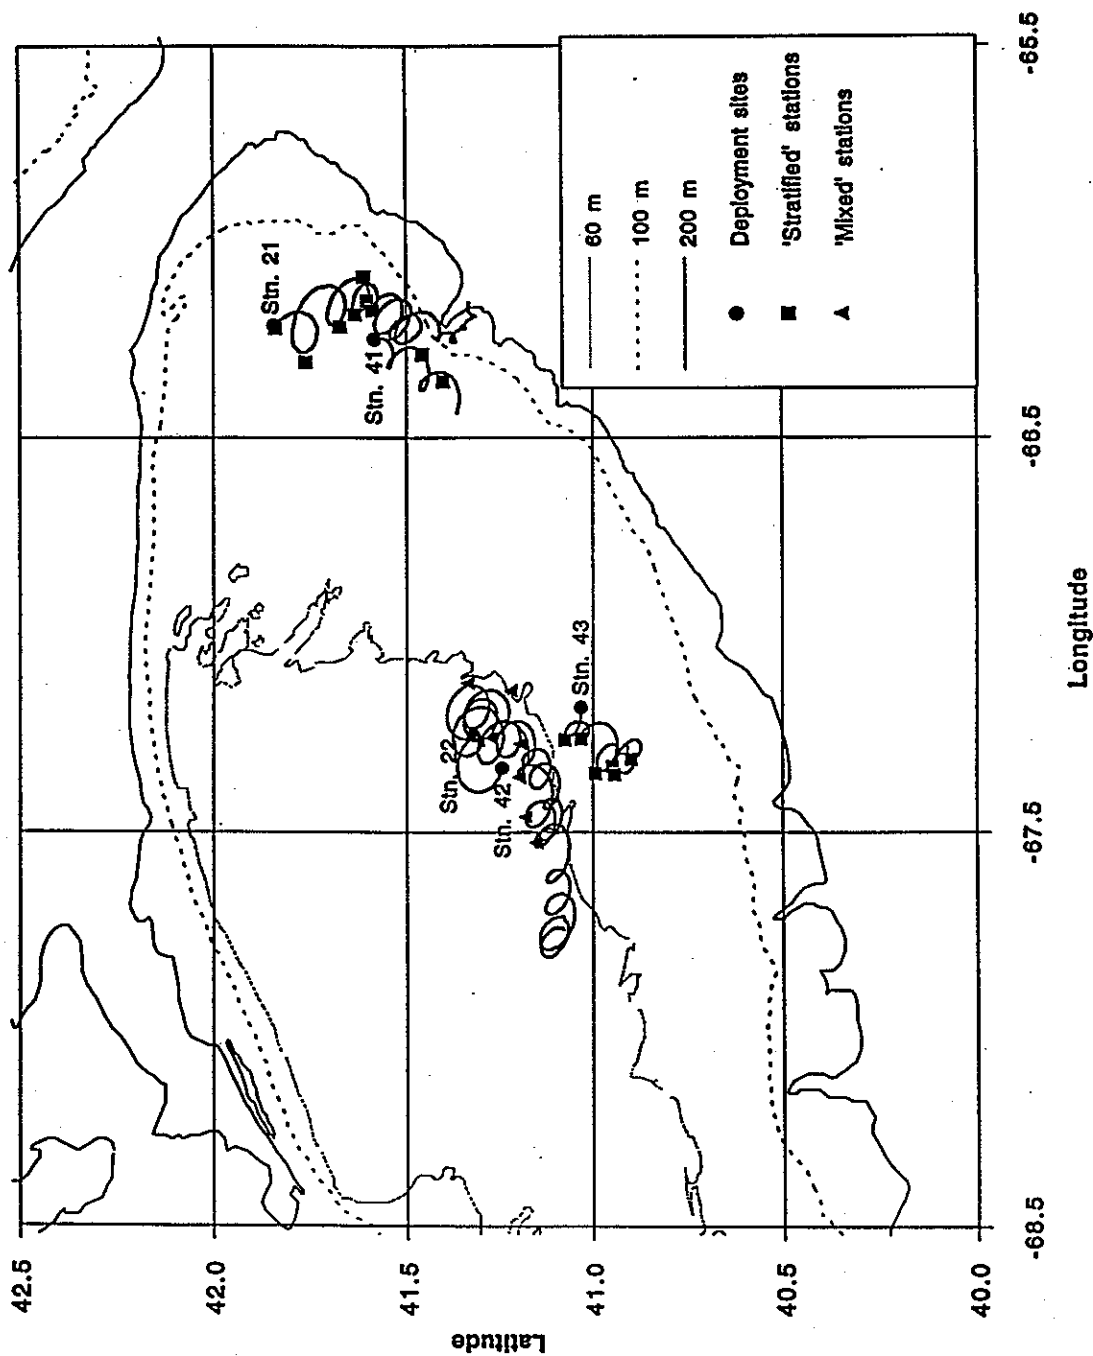 42.5
42.0
41.5
41.0
40.5
40.0
Latitude
-68.5
-67.5
-66.5
-65.5
Longitude
Stn. 21
Stn. 41
Stn. 22
Stn. 42
Stn. 43
60 m
100 m
200 m
Deployment sites
'Stratified' stations
'Mixed' stations